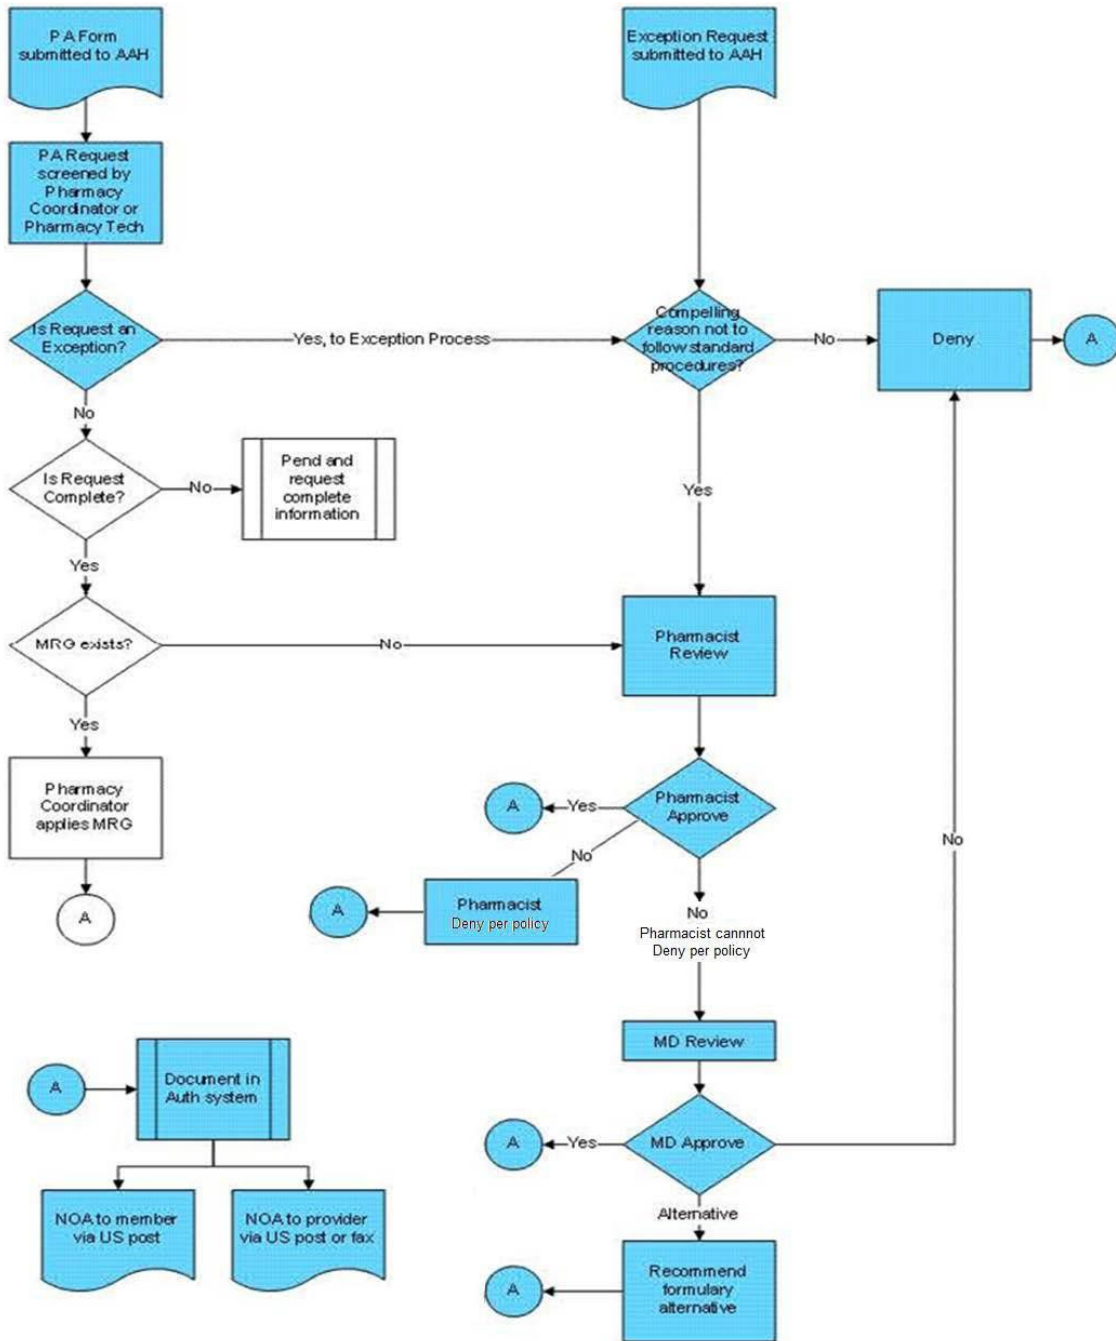 PA Form
submitted to AAH
Exception Request
submitted to AAH
PA Request
screened by
Pharmacy
Coordinator or
Pharmacy Tech
Is Request an
Exception?
Yes, to Exception Process
Compelling
reason not to
follow standard
procedures?
No
Deny
A
No
Is Request
Complete?
No
Pend and
request
complete
information
Yes
Yes
MRG exists?
No
Pharmacist
Review
Yes
Pharmacy
Coordinator
applies MRG
A
A
Yes
Pharmacist
Approve
No
No
A
Pharmacist
Deny per policy
No
Pharmacist cannnot
Deny per policy
MD Review
A
Document in
Auth system
A
Yes
MD Approve
NOA to member
via US post
NOA to provider
via US post or fax
Alternative
A
Recommend
formulary
alternative